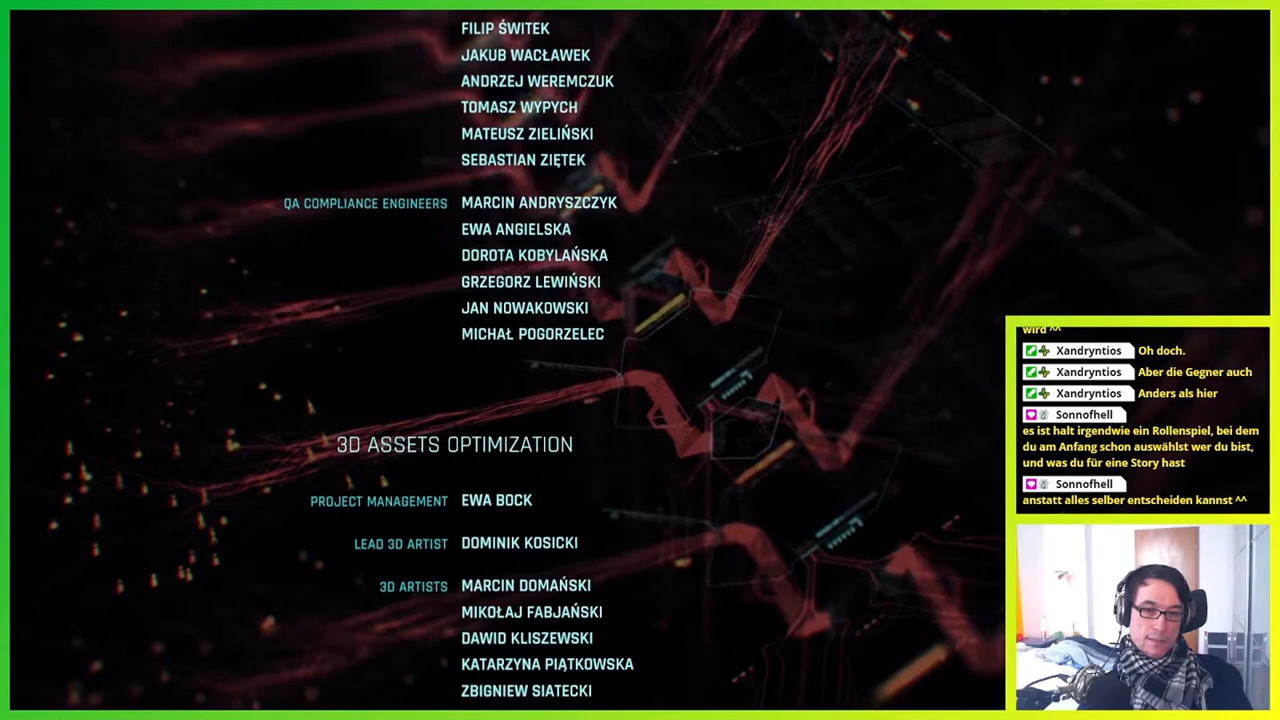 FILIP ŚWITEK
JAKUB WACŁAWEK
ANDRZEJ WEREMCZUK
TOMASZ WYPYCH
MATEUSZ ZIELIŃSKI
SEBASTIAN ZIĘTEK
QA COMPLIANCE ENGINEERS MARCIN ANDRYSZCZYK
EWA ANGIELSKA
DOROTA KOBYLAŃSKA
GRZEGORZ LEWIŃSKI
JAN NOWAKOWSKI
MICHAŁ POGORZELEC
3D ASSETS OPTIMIZATION
PROJECT MANAGEMENT EWA BOCK
LEAD 3D ARTIST DOMINIK KOSICKI
3D ARTISTS MARCIN DOMAŃSKI
MIKOŁAJ FABJAŃSKI
DAWID KLISZEWSKI
KATARZYNA PIĄTKOWSKA
ZBIGNIEW SIATECKI
wird ^^
Xandryntios Oh doch.
Xandryntios Aber die Gegner auch
Xandryntios Anders als hier
Sonnofhell
es ist halt irgendwie ein Rollenspiel, bei dem
du am Anfang schon auswählst wer du bist,
und was du für eine Story hast
Sonnofhell
anstatt alles selber entscheiden kannst ^^